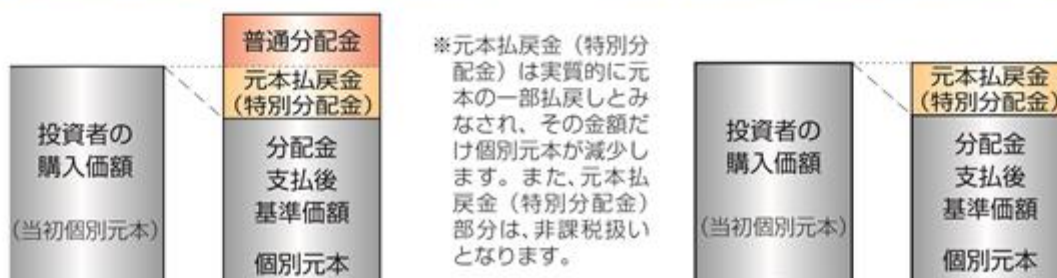 普通分配金
元本払戻金
(特別分配金)
投資者の
購入価額
(当初個別元本)
分配金
支払後
基準価額
個別元本
※元本払戻金（特別分
配金）は実質的に元
本の一部払戻しとみ
なされ、その金額だ
け個別元本が減少し
ます。また、元本払
戻金（特別分配金）
部分は、非課税扱い
となります。
投資者の
購入価額
(当初個別元本)
元本払戻金
(特別分配金)
分配金
支払後
基準価額
個別元本